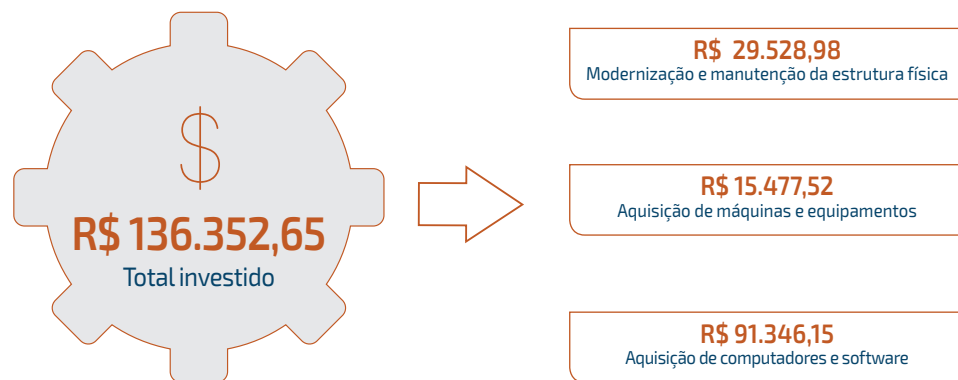 $
R$ 136.352,65
Total investido
R$ 29.528,98
Modernização e manutenção da estrutura física
R$ 15.477,52
Aquisição de máquinas e equipamentos
R$ 91.346,15
Aquisição de computadores e software